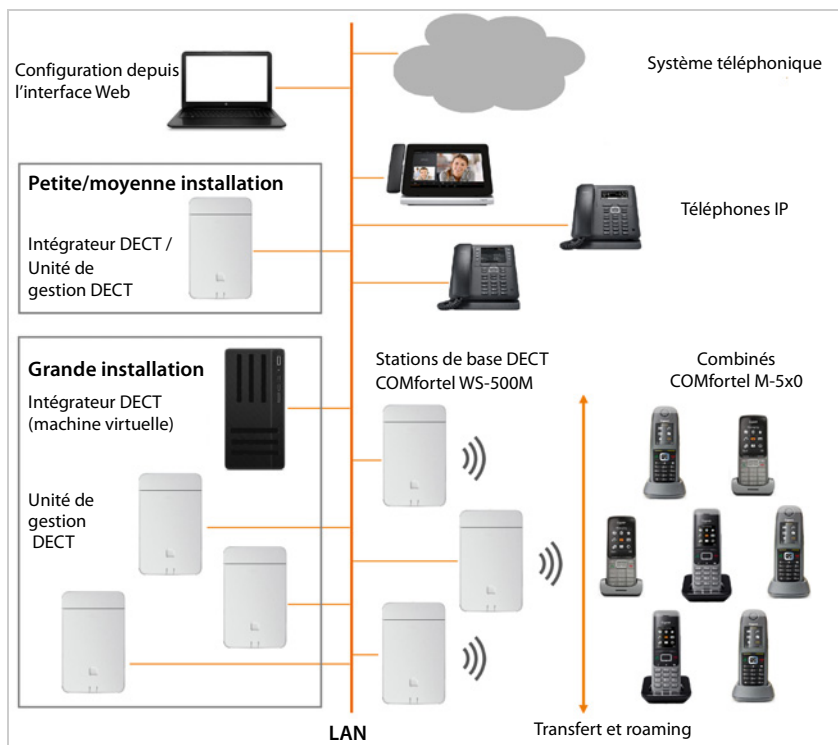 Configuration depuis
l'interface Web
Système téléphonique
Petite/moyenne installation
Intégrateur DECT /
Unité de
gestion DECT
Téléphones IP
Grande installation
Intégrateur DECT
(machine virtuelle)
Unité de
gestion
DECT
Stations de base DECT
COMfortel WS-500M
Combinés
COMfortel M-5x0
LAN
Transfert et roaming